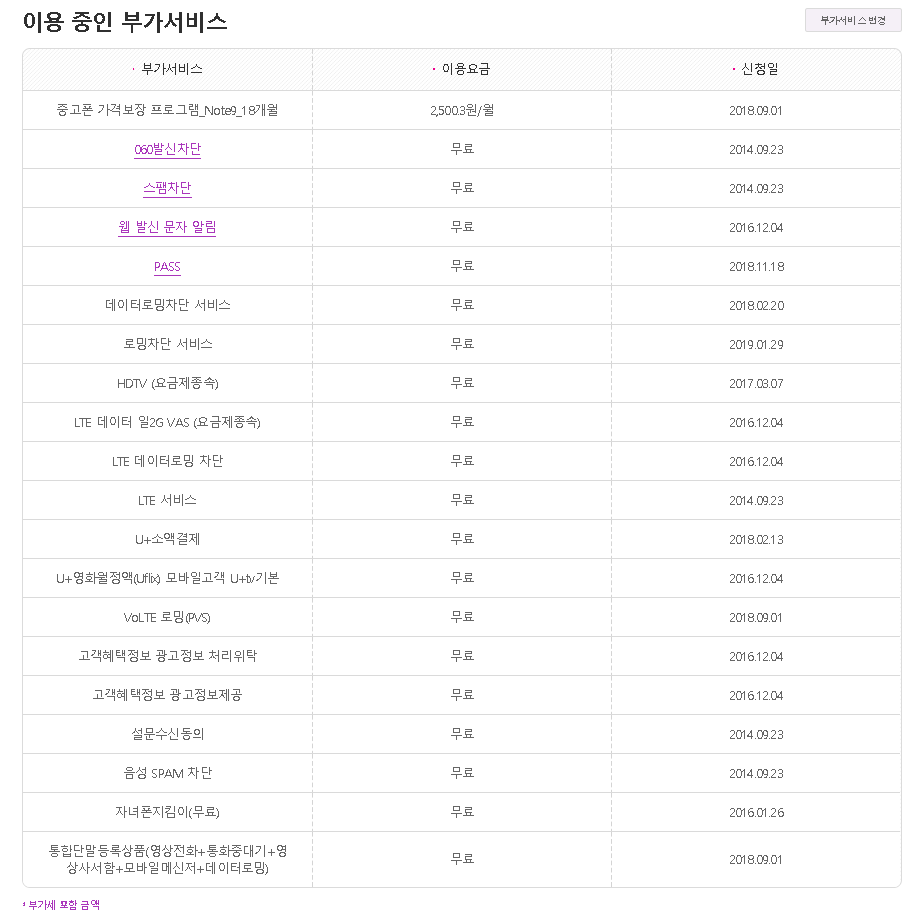 이용 중인 부가서비스
부가서비스 변경
· 부가서비스 · 이용요금 · 신청일
중고폰 가격보장 프로그램_Note9_18개월 2,500.3원/월 2018.09.01
060발신차단 무료 2014.09.23
스팸차단 무료 2014.09.23
웹 발신 문자 알림 무료 2016.12.04
PASS 무료 2018.11.18
데이터로밍차단 서비스 무료 2018.02.20
로밍차단 서비스 무료 2019.01.29
HDTV (요금제종속) 무료 2017.03.07
LTE 데이터 일2G VAS (요금제종속) 무료 2016.12.04
LTE 데이터로밍 차단 무료 2016.12.04
LTE 서비스 무료 2014.09.23
U+소액결제 무료 2018.02.13
U+영화월정액(Uflix) 모바일고객 U+tv기본 무료 2016.12.04
VoLTE 로밍(PVS) 무료 2018.09.01
고객혜택정보 광고정보 처리위탁 무료 2016.12.04
고객혜택정보 광고정보제공 무료 2016.12.04
설문수신동의 무료 2014.09.23
음성 SPAM 차단 무료 2014.09.23
자녀폰지킴이(무료) 무료 2016.01.26
통합단말등록상품(영상전화+통화중대기+영
상사서함+모바일메신저+데이터로밍) 무료 2018.09.01
* 부가세 포함 금액